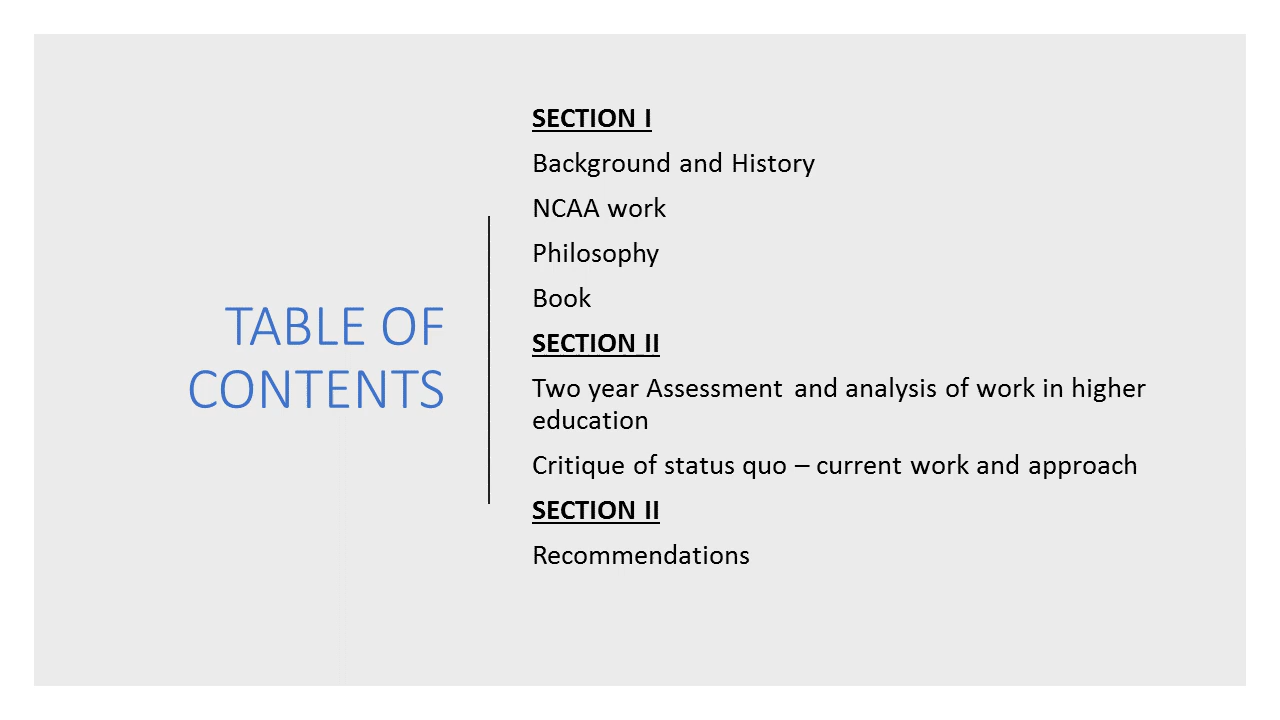 TABLE OF
CONTENTS
SECTION I
Background and History
NCAA work
Philosophy
Book
SECTION II
Two year Assessment and analysis of work in higher
education
Critique of status quo – current work and approach
SECTION II
Recommendations